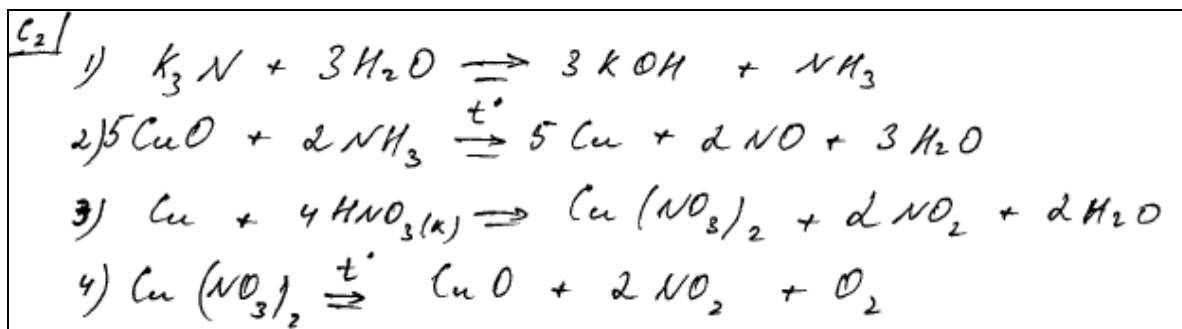 C₂
1) K₃N + 3H₂O ⇒ 3KOH + NH₃
2) 5CuO + 2NH₃ =t°⇒ 5Cu + 2NO + 3H₂O
3) Cu + 4HNO₃(к) ⇒ Cu(NO₃)₂ + 2NO₂ + 2H₂O
4) Cu(NO₃)₂ =t°⇒ CuO + 2NO₂ + O₂